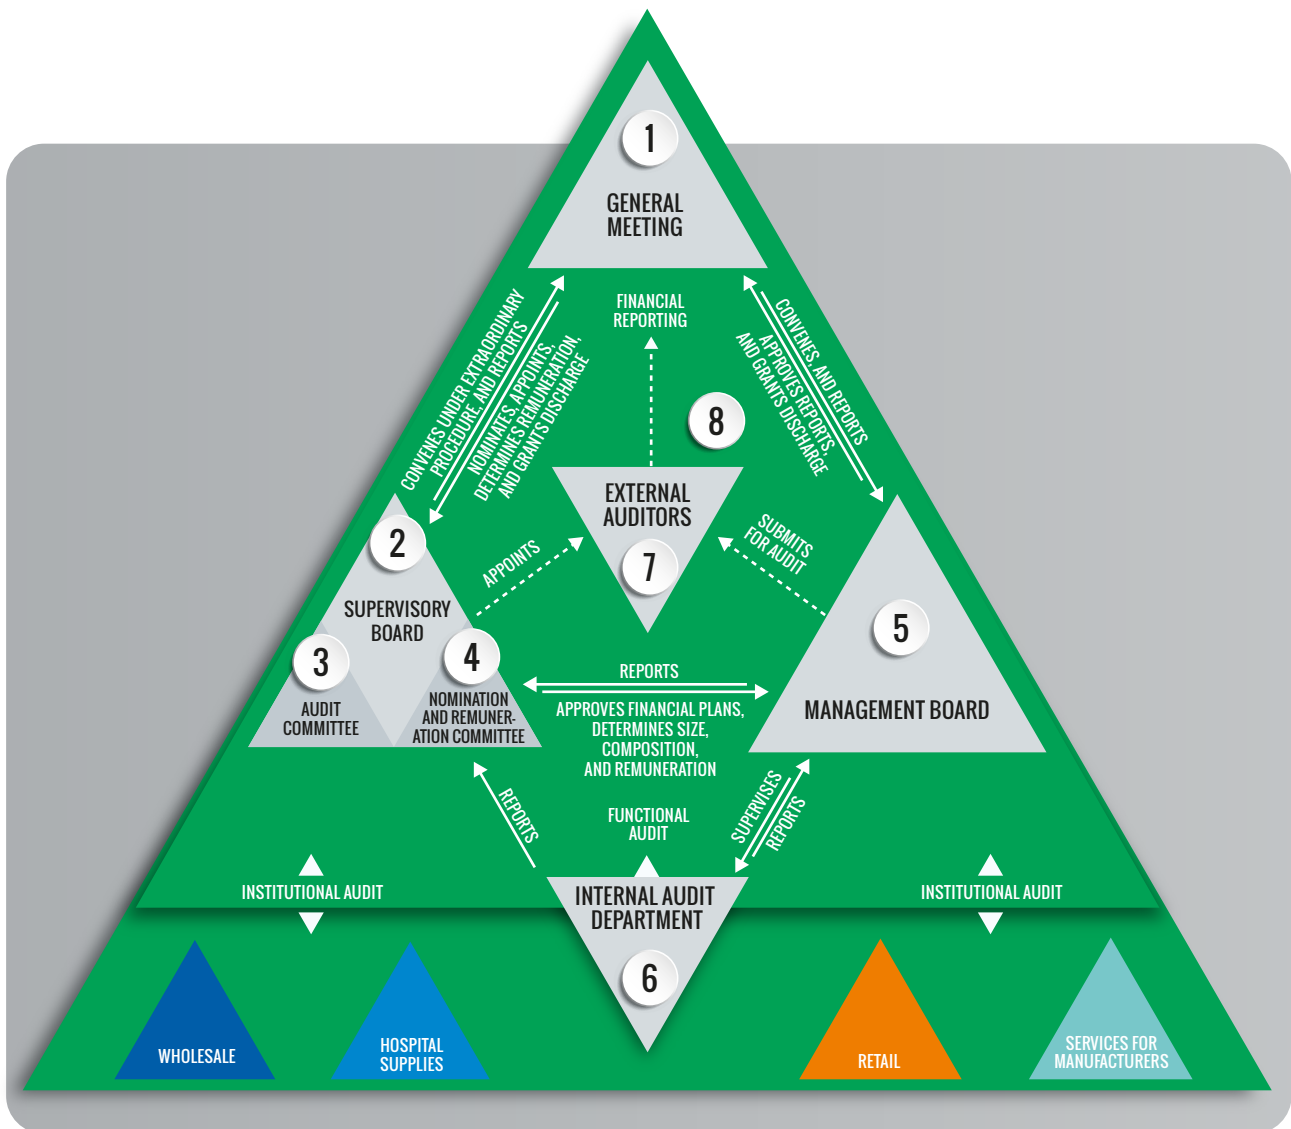 1
GENERAL
MEETING
CONVENES UNDER EXTRAORDINARY
PROCEDURE, AND REPORTS
NOMINATES, APPOINTS,
DETERMINES REMUNERATION,
AND GRANTS DISCHARGE
FINANCIAL
REPORTING
CONVENES, AND REPORTS
APPROVES REPORTS,
AND GRANTS DISCHARGE
8
2
SUPERVISORY
BOARD
3
AUDIT
COMMITTEE
4
NOMINATION
AND REMUNER-
ATION COMMITTEE
APPOINTS
EXTERNAL
AUDITORS
7
SUBMITS
FOR AUDIT
5
MANAGEMENT BOARD
REPORTS
APPROVES FINANCIAL PLANS,
DETERMINES SIZE,
COMPOSITION,
AND REMUNERATION
REPORTS
FUNCTIONAL
AUDIT
SUPERVISES
REPORTS
INSTITUTIONAL AUDIT
INTERNAL AUDIT
DEPARTMENT
6
INSTITUTIONAL AUDIT
WHOLESALE
HOSPITAL
SUPPLIES
RETAIL
SERVICES FOR
MANUFACTURERS